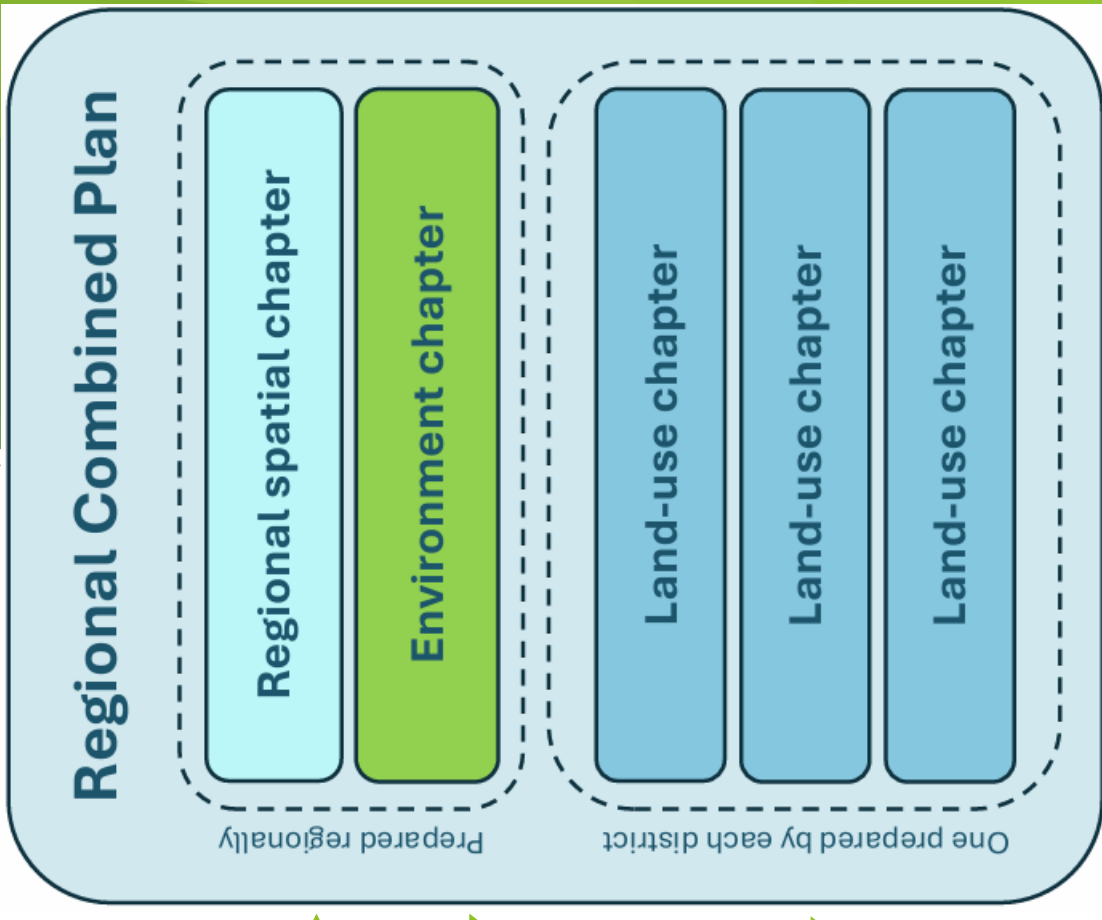 Regional Combined Plan
Regional spatial chapter
Environment chapter
Prepared regionally
Land-use chapter
Land-use chapter
Land-use chapter
One prepared by each district